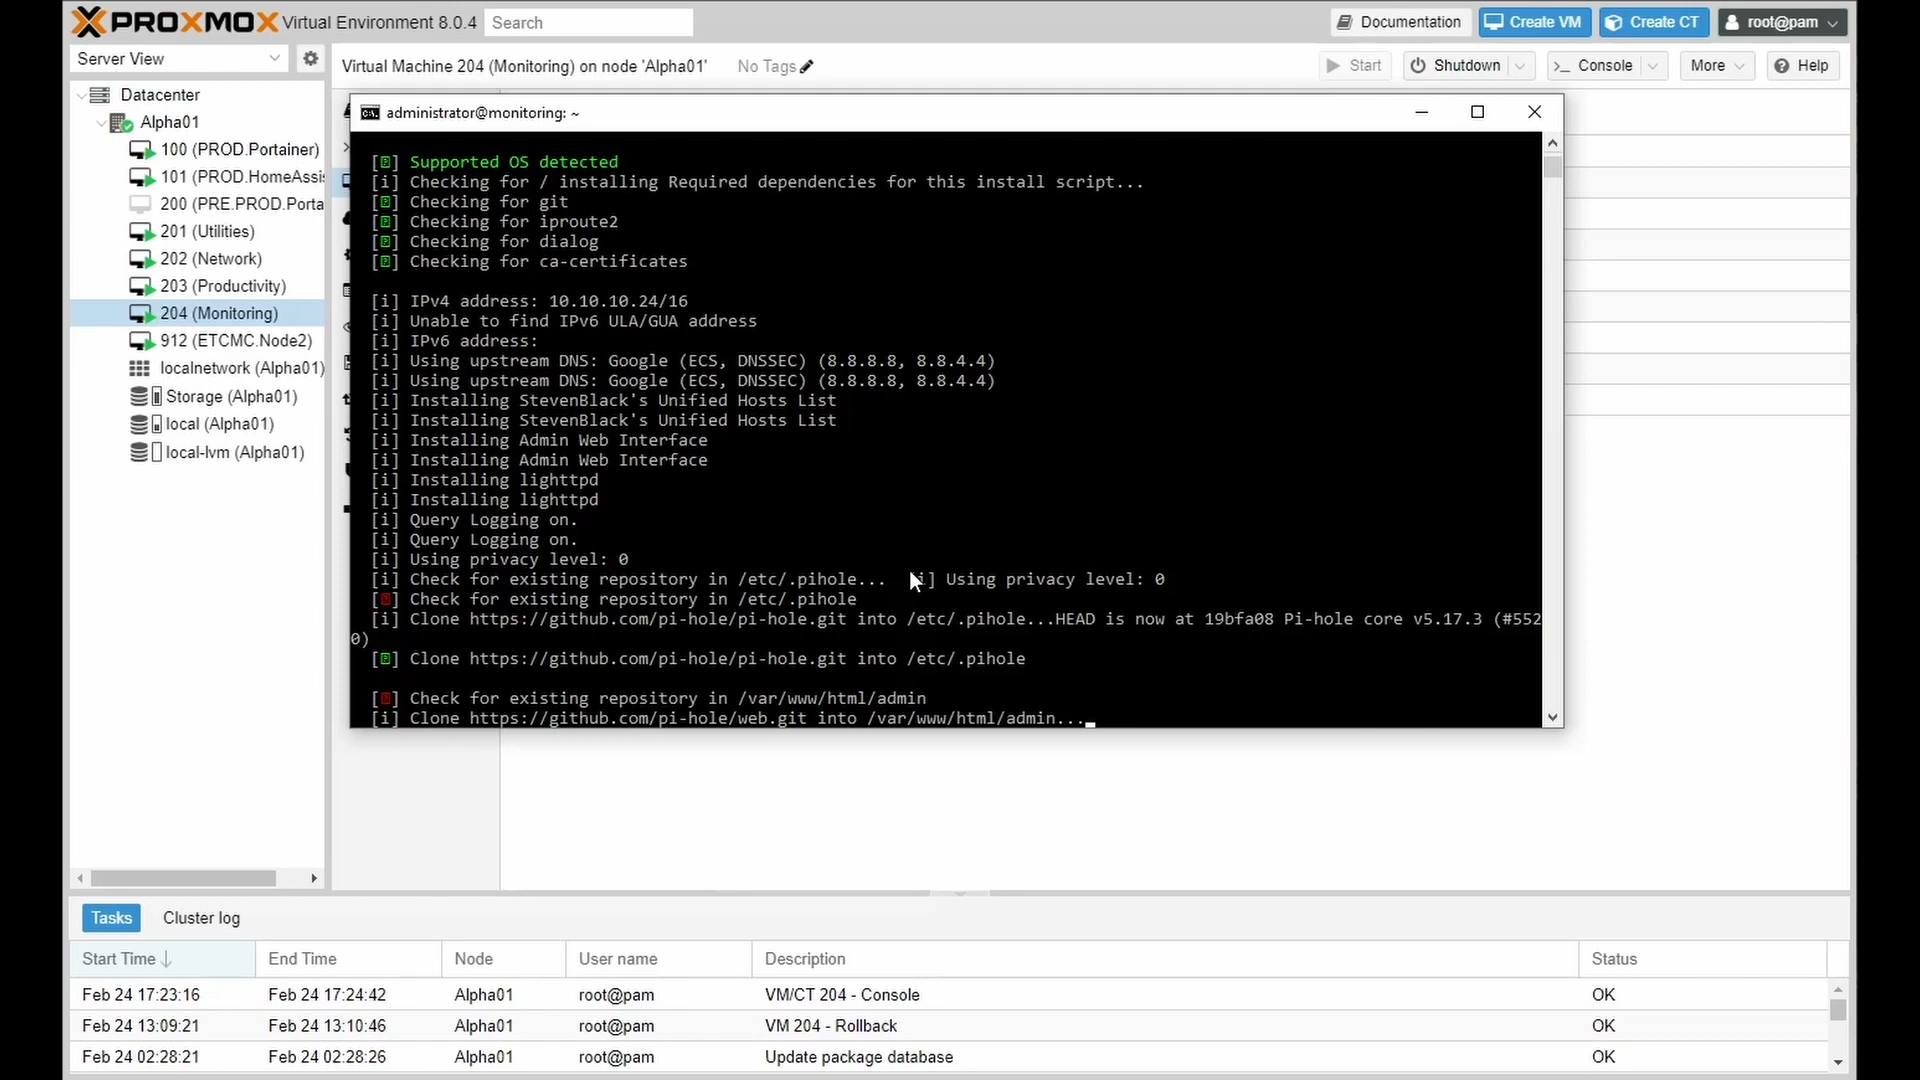 PROXMOX Virtual Environment 8.0.4 Search Documentation Create VM Create CT root@pam
Server View
Virtual Machine 204 (Monitoring) on node 'Alpha01' No Tags Start Shutdown Console More Help
Datacenter
Alpha01
100 (PROD.Portainer)
101 (PROD.HomeAssis
200 (PRE.PROD.Porta
201 (Utilities)
202 (Network)
203 (Productivity)
204 (Monitoring)
912 (ETCMC.Node2)
localnetwork (Alpha01)
Storage (Alpha01)
local (Alpha01)
local-lvm (Alpha01)
administrator@monitoring: ~
[?] Supported OS detected
[i] Checking for / installing Required dependencies for this install script...
[?] Checking for git
[?] Checking for iproute2
[?] Checking for dialog
[?] Checking for ca-certificates
[i] IPv4 address: 10.10.10.24/16
[i] Unable to find IPv6 ULA/GUA address
[i] IPv6 address:
[i] Using upstream DNS: Google (ECS, DNSSEC) (8.8.8.8, 8.8.4.4)
[i] Using upstream DNS: Google (ECS, DNSSEC) (8.8.8.8, 8.8.4.4)
[i] Installing StevenBlack's Unified Hosts List
[i] Installing StevenBlack's Unified Hosts List
[i] Installing Admin Web Interface
[i] Installing Admin Web Interface
[i] Installing lighttpd
[i] Installing lighttpd
[i] Query Logging on.
[i] Query Logging on.
[i] Using privacy level: 0
[i] Check for existing repository in /etc/.pihole... [i] Using privacy level: 0
[?] Check for existing repository in /etc/.pihole
[i] Clone https://github.com/pi-hole/pi-hole.git into /etc/.pihole...HEAD is now at 19bfa08 Pi-hole core v5.17.3 (#552
0)
[?] Clone https://github.com/pi-hole/pi-hole.git into /etc/.pihole
[?] Check for existing repository in /var/www/html/admin
[i] Clone https://github.com/pi-hole/web.git into /var/www/html/admin...
Tasks Cluster log
Start Time End Time Node User name Description Status
Feb 24 17:23:16 Feb 24 17:24:42 Alpha01 root@pam VM/CT 204 - Console OK
Feb 24 13:09:21 Feb 24 13:10:46 Alpha01 root@pam VM 204 - Rollback OK
Feb 24 02:28:21 Feb 24 02:28:26 Alpha01 root@pam Update package database OK